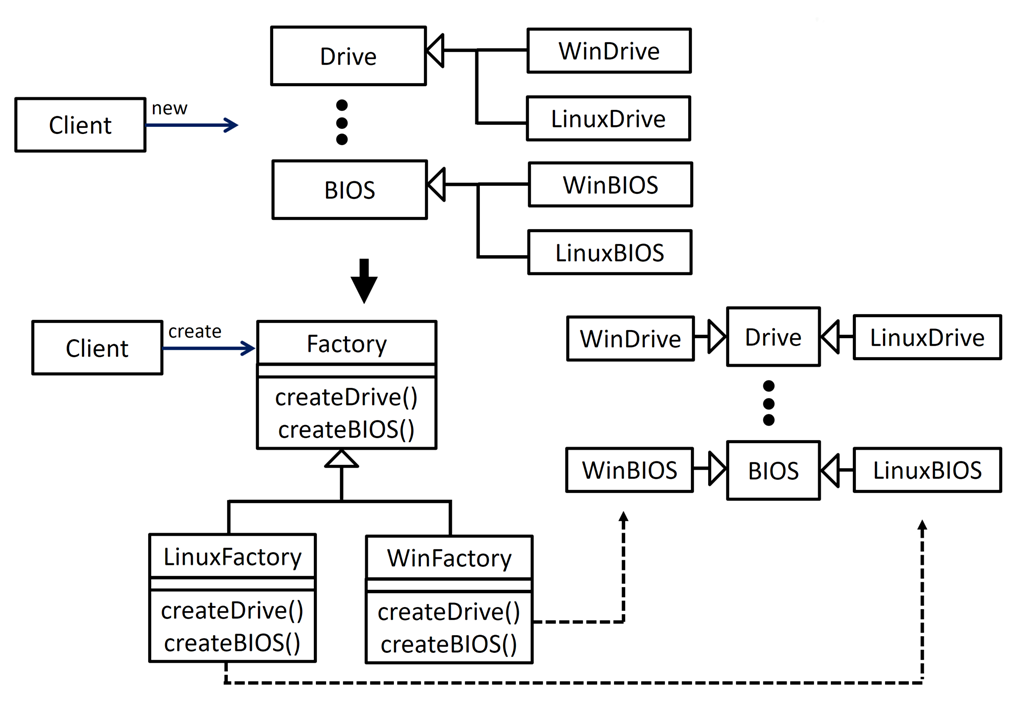 Drive
WinDrive
LinuxDrive
Client
new
BIOS
WinBIOS
LinuxBIOS
Client
create
Factory
createDrive()
createBIOS()
WinDrive
Drive
LinuxDrive
WinBIOS
BIOS
LinuxBIOS
LinuxFactory
createDrive()
createBIOS()
WinFactory
createDrive()
createBIOS()